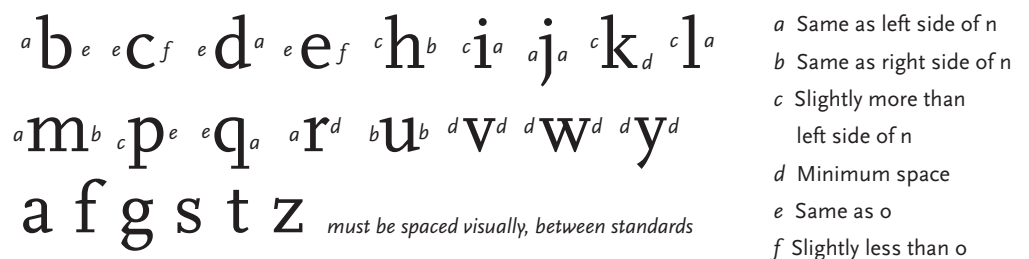 a b e e c f e d a e e f c h b c i a a j a c k d c l a
a m b c p e e q a a r d b u b d v d d w d d y d
a f g s t z must be spaced visually, between standards
a Same as left side of n
b Same as right side of n
c Slightly more than
left side of n
d Minimum space
e Same as o
f Slightly less than o